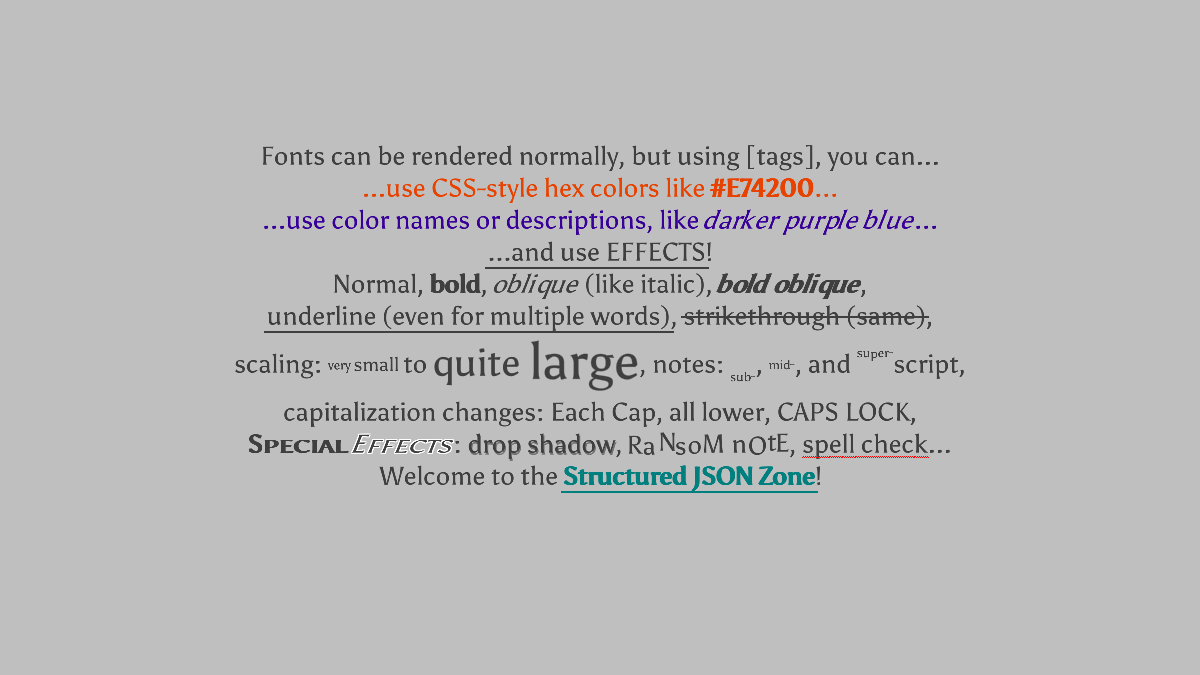 Fonts can be rendered normally, but using [tags], you can...
...use CSS-style hex colors like #E74200...
...use color names or descriptions, like darker purple blue...
...and use EFFECTS!
Normal, bold, oblique (like italic), bold oblique,
underline (even for multiple words), strikethrough (same),
scaling: very small to quite large, notes: sub-, mid-, and super-script,
capitalization changes: Each Cap, all lower, CAPS LOCK,
SPECIAL EFFECTS: drop shadow, RaNsoM nOtE, spell check...
Welcome to the Structured JSON Zone!